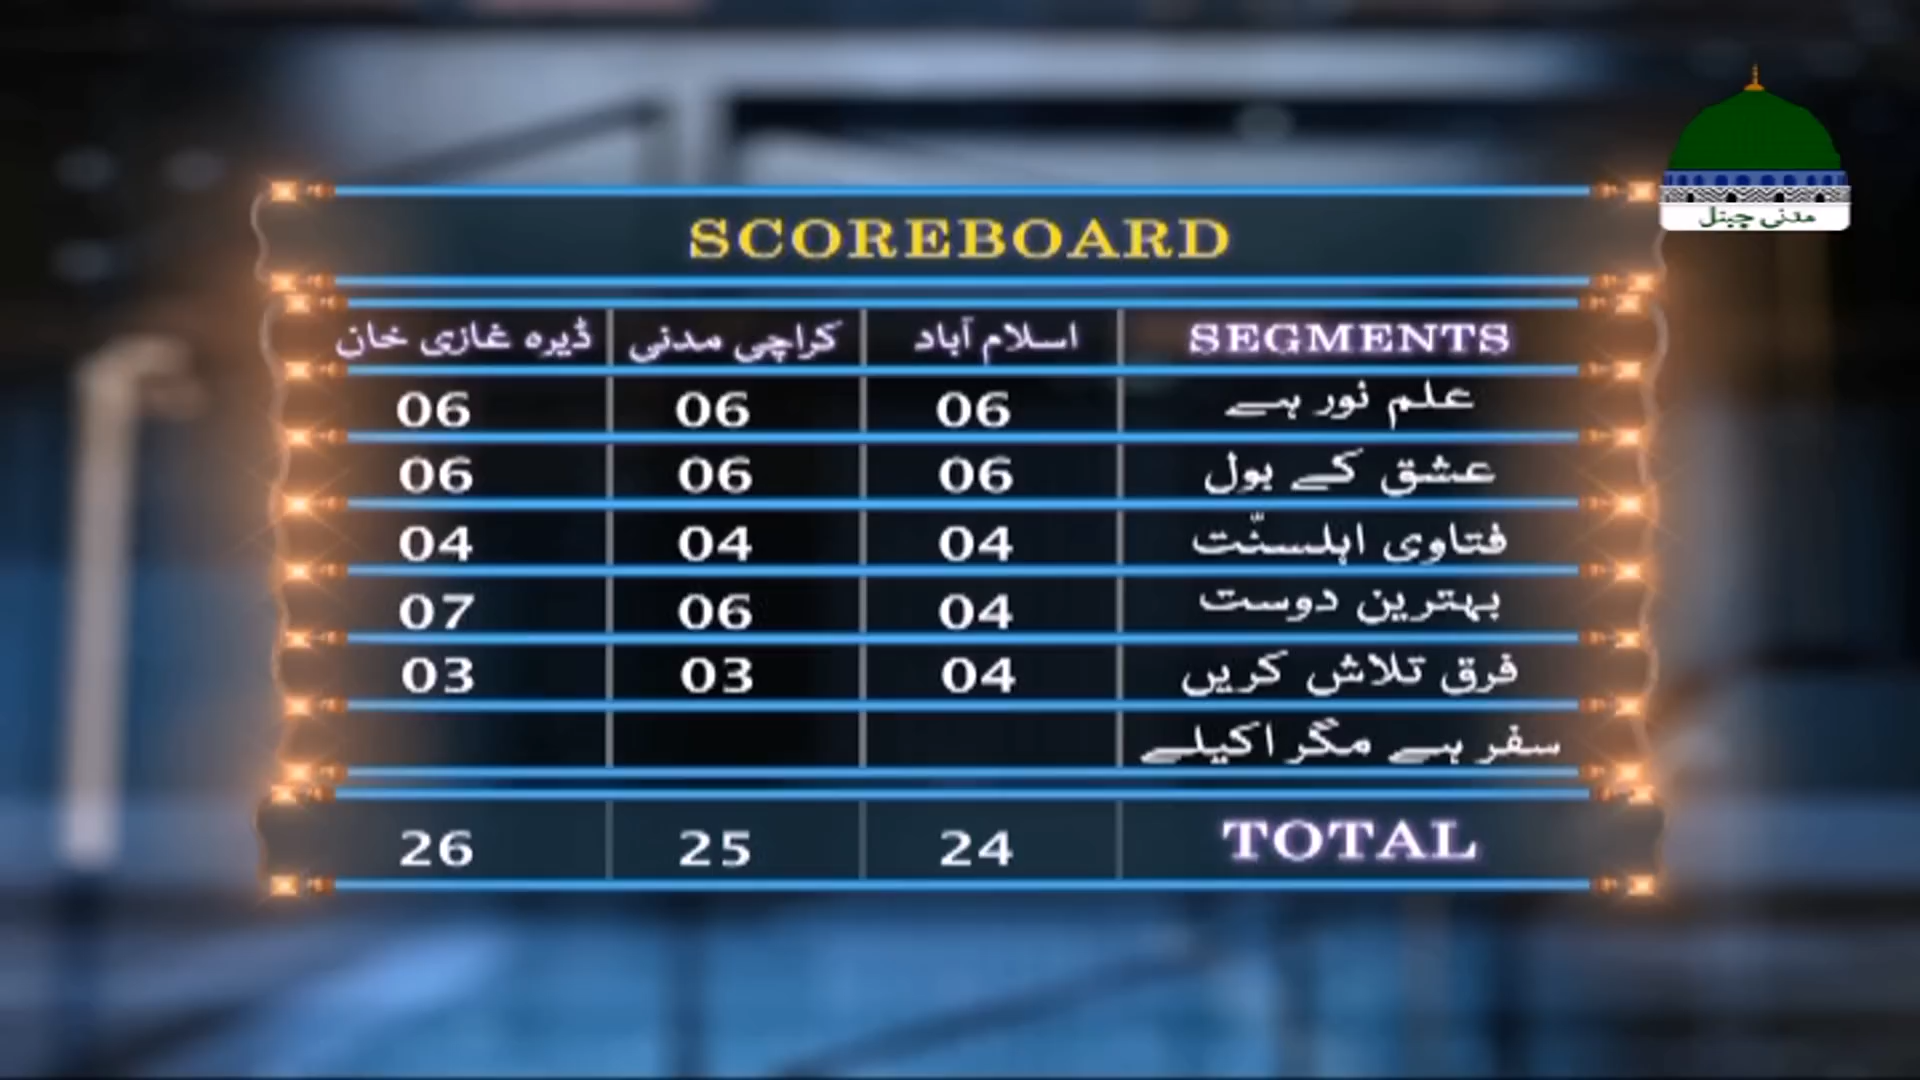 مدنی چینل
SCOREBOARD
SEGMENTS اسلام آباد کراچی مدنی ڈیرہ غازی خان
علم نور ہے 06 06 06
عشق کے بول 06 06 06
فتاوی اہلسنّت 04 04 04
بہترین دوست 04 06 07
فرق تلاش کریں 04 03 03
سفر ہے مگر اکیلے
TOTAL 24 25 26